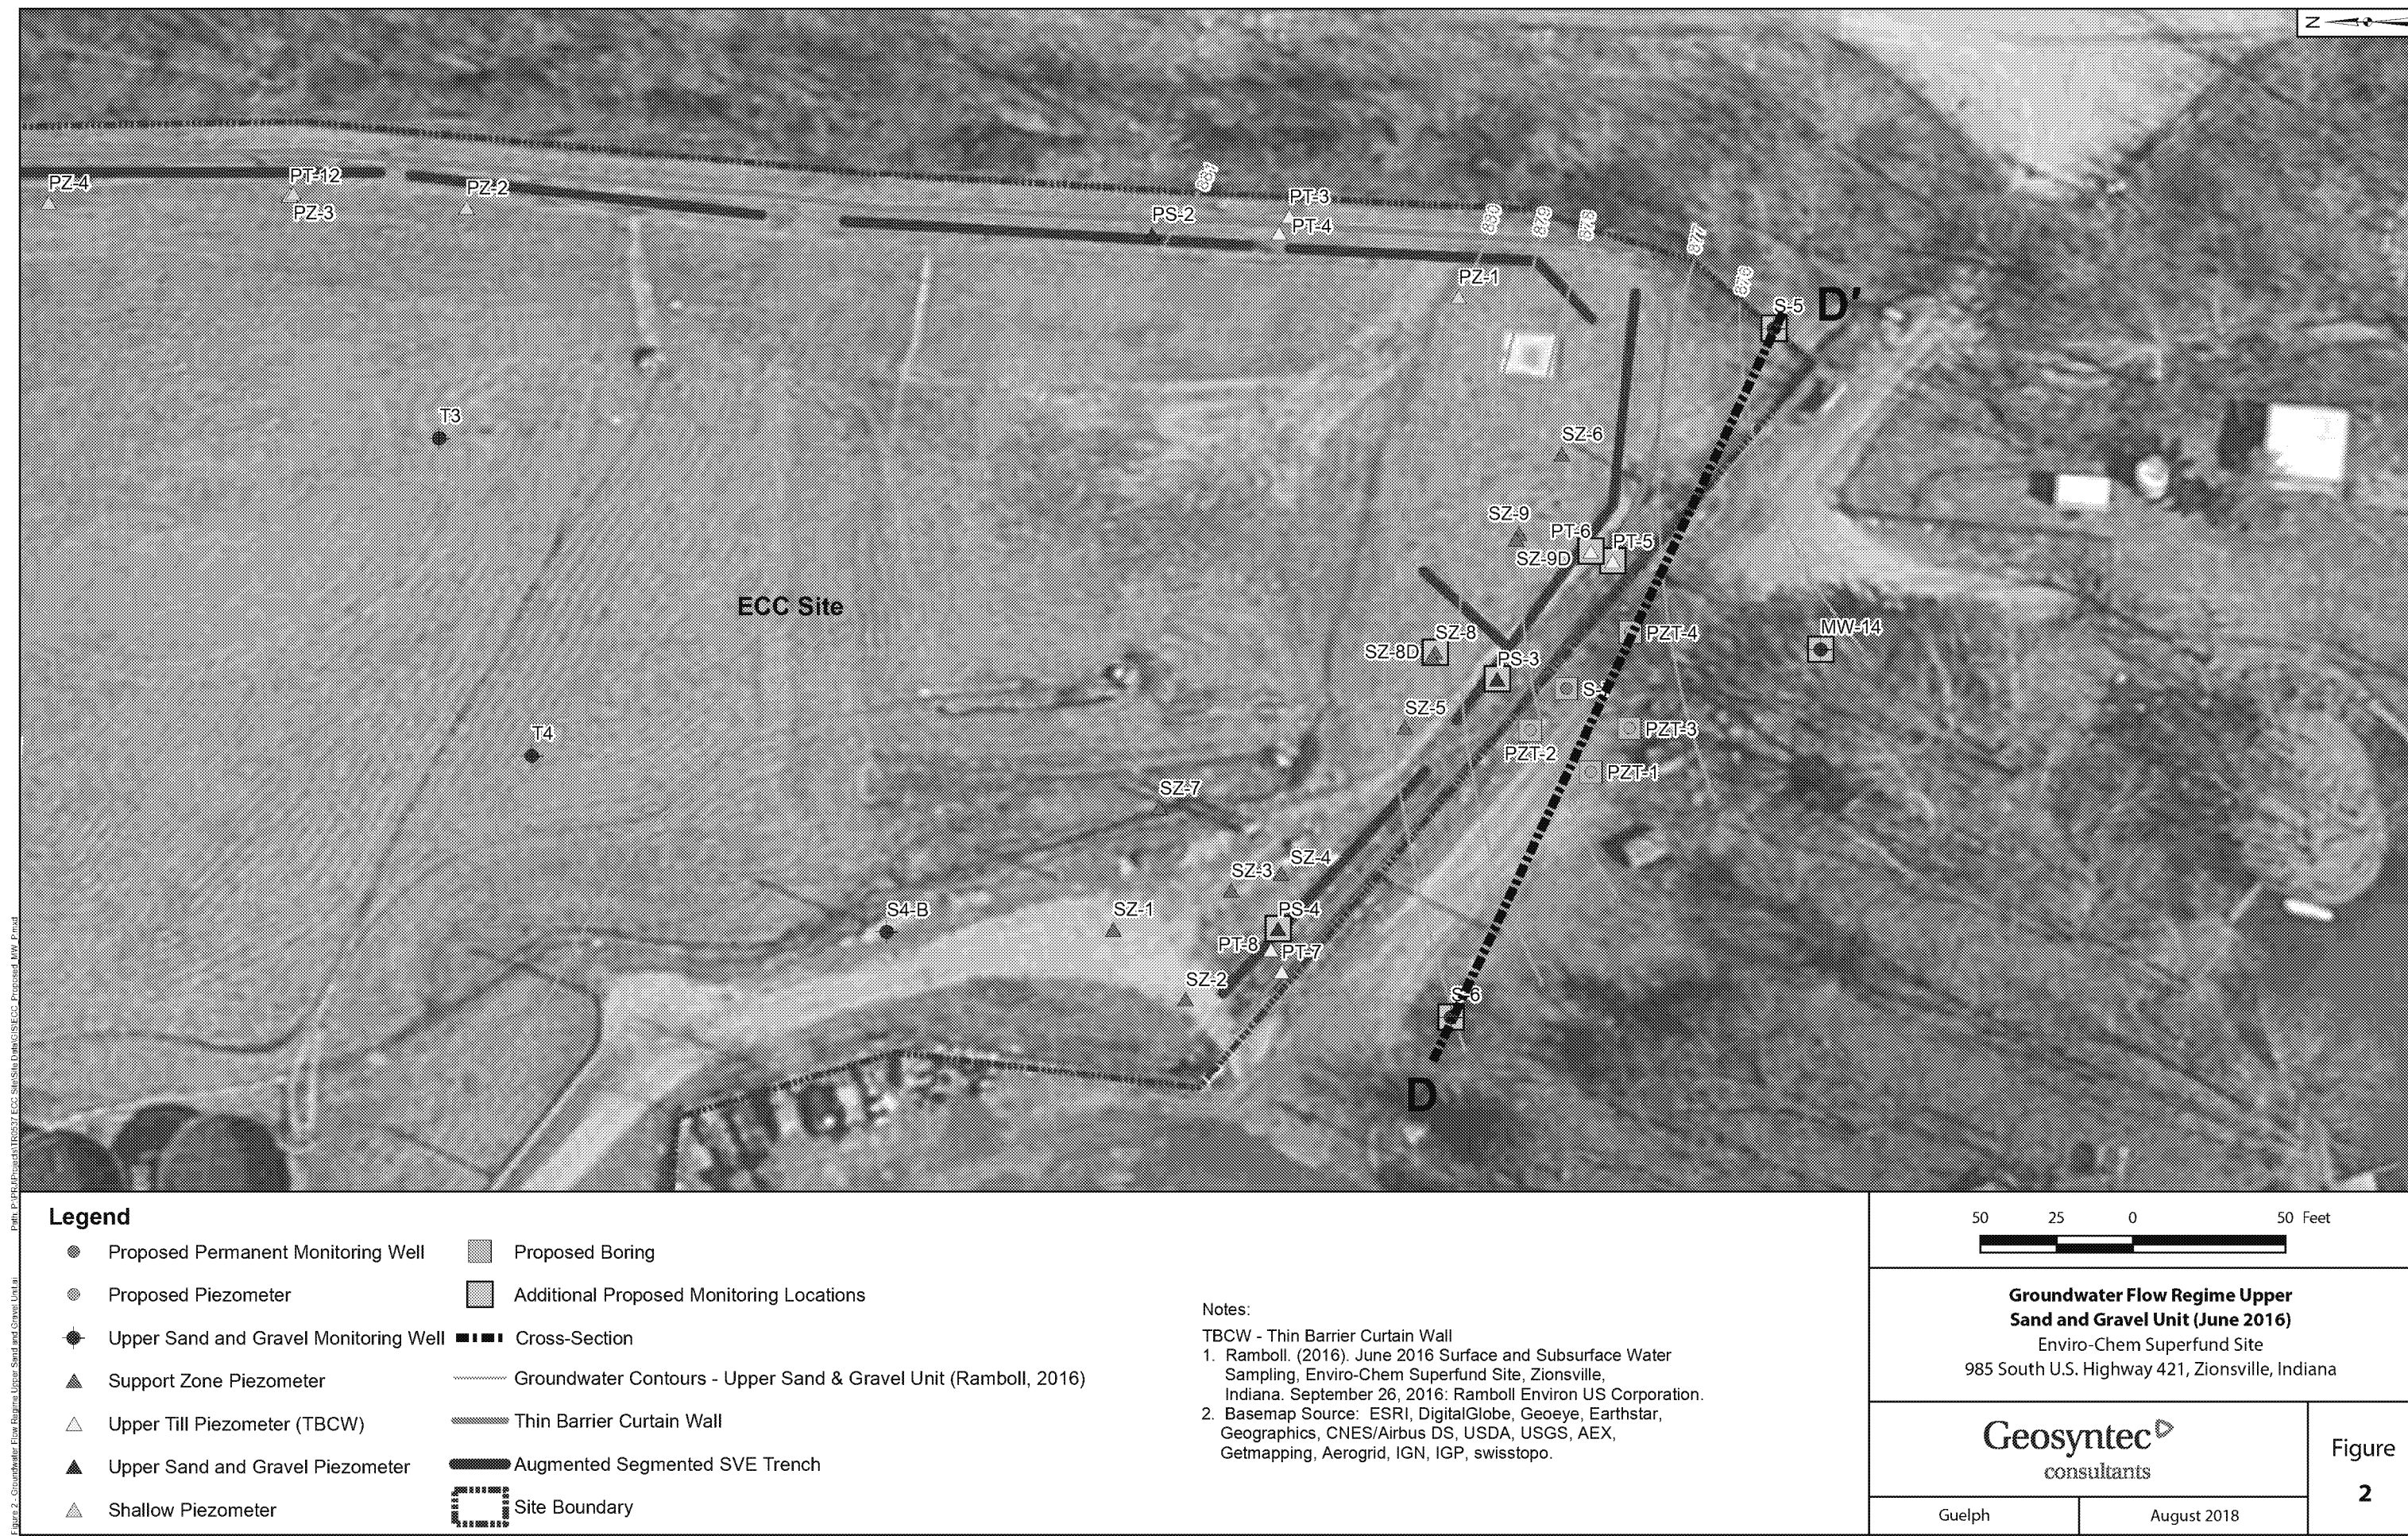 N
PZ-4
PT-12
PZ-3
PZ-2
PS-2
881
PT-3
PT-4
880
879
878
877
876
PZ-1
S-5
D'
T3
SZ-6
SZ-9
PT-6
PT-5
SZ-9D
ECC Site
SZ-8
SZ-8D
PZT-4
MW-14
PS-3
SZ-5
PZT-2
PZT-3
T4
PZT-1
SZ-7
SZ-4
SZ-3
S4-B
SZ-1
PS-4
PT-8
PT-7
SZ-2
S-6
D
Legend
Proposed Permanent Monitoring Well
Proposed Piezometer
Upper Sand and Gravel Monitoring Well
Support Zone Piezometer
Upper Till Piezometer (TBCW)
Upper Sand and Gravel Piezometer
Shallow Piezometer
Proposed Boring
Additional Proposed Monitoring Locations
Cross-Section
Groundwater Contours - Upper Sand & Gravel Unit (Ramboll, 2016)
Thin Barrier Curtain Wall
Augmented Segmented SVE Trench
Site Boundary
Notes:
TBCW - Thin Barrier Curtain Wall
1. Ramboll. (2016). June 2016 Surface and Subsurface Water
Sampling, Enviro-Chem Superfund Site, Zionsville,
Indiana. September 26, 2016: Ramboll Environ US Corporation.
2. Basemap Source: ESRI, DigitalGlobe, Geoeye, Earthstar,
Geographics, CNES/Airbus DS, USDA, USGS, AEX,
Getmapping, Aerogrid, IGN, IGP, swisstopo.
50 25 0 50 Feet
Groundwater Flow Regime Upper
Sand and Gravel Unit (June 2016)
Enviro-Chem Superfund Site
985 South U.S. Highway 421, Zionsville, Indiana
Geosyntec
consultants
Guelph
August 2018
Figure
2